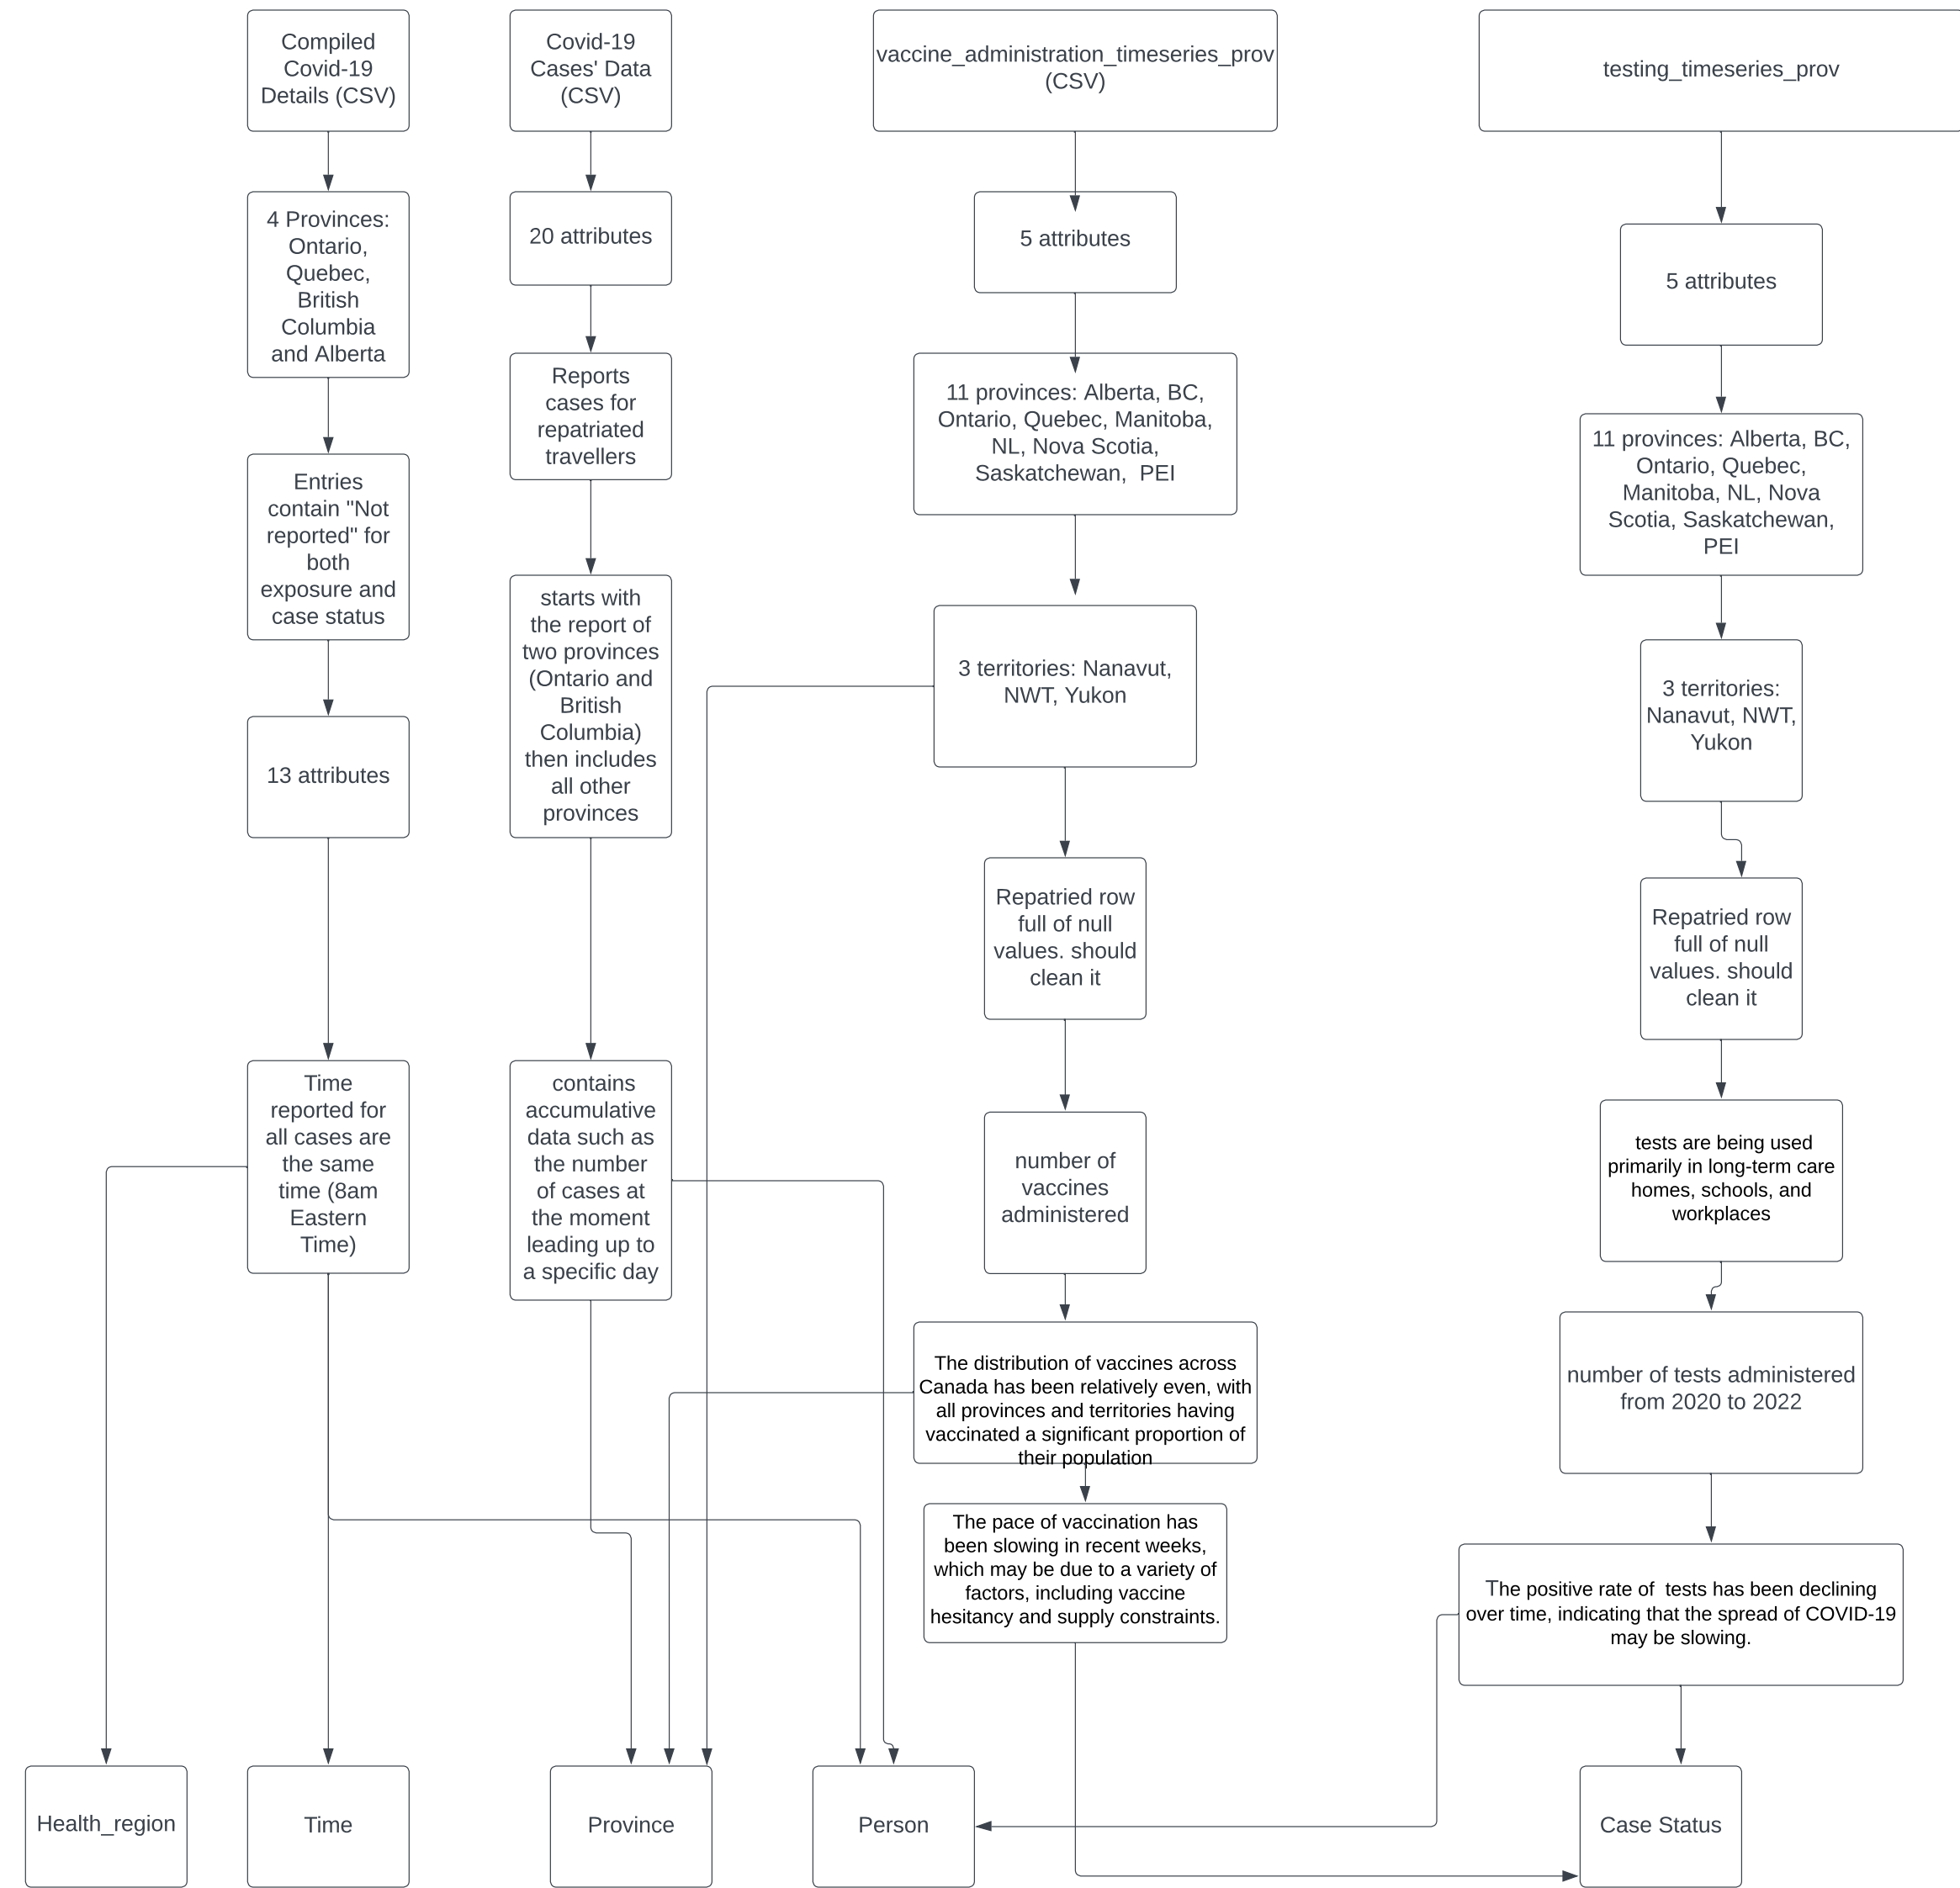 Compiled
Covid-19
Details (CSV)
Covid-19
Cases' Data
(CSV)
vaccine_administration_timeseries_prov
(CSV)
testing_timeseries_prov
4 Provinces:
Ontario,
Quebec,
British
Columbia
and Alberta
20 attributes
5 attributes
5 attributes
Reports
cases for
repatriated
travellers
11 provinces: Alberta, BC,
Ontario, Quebec, Manitoba,
NL, Nova Scotia,
Saskatchewan,  PEI
11 provinces: Alberta, BC,
Ontario, Quebec,
Manitoba, NL, Nova
Scotia, Saskatchewan,
PEI
Entries
contain "Not
reported" for
both
exposure and
case status
starts with
the report of
two provinces
(Ontario and
British
Columbia)
then includes
all other
provinces
3 territories: Nanavut,
NWT, Yukon
3 territories:
Nanavut, NWT,
Yukon
13 attributes
Repatried row
full of null
values. should
clean it
Repatried row
full of null
values. should
clean it
Time
reported for
all cases are
the same
time (8am
Eastern
Time)
contains
accumulative
data such as
the number
of cases at
the moment
leading up to
a specific day
number of
vaccines
administered
tests are being used
primarily in long-term care
homes, schools, and
workplaces
The distribution of vaccines across
Canada has been relatively even, with
all provinces and territories having
vaccinated a significant proportion of
their population
number of tests administered
from 2020 to 2022
The pace of vaccination has
been slowing in recent weeks,
which may be due to a variety of
factors, including vaccine
hesitancy and supply constraints.
The positive rate of  tests has been declining
over time, indicating that the spread of COVID-19
may be slowing.
Health_region
Time
Province
Person
Case Status